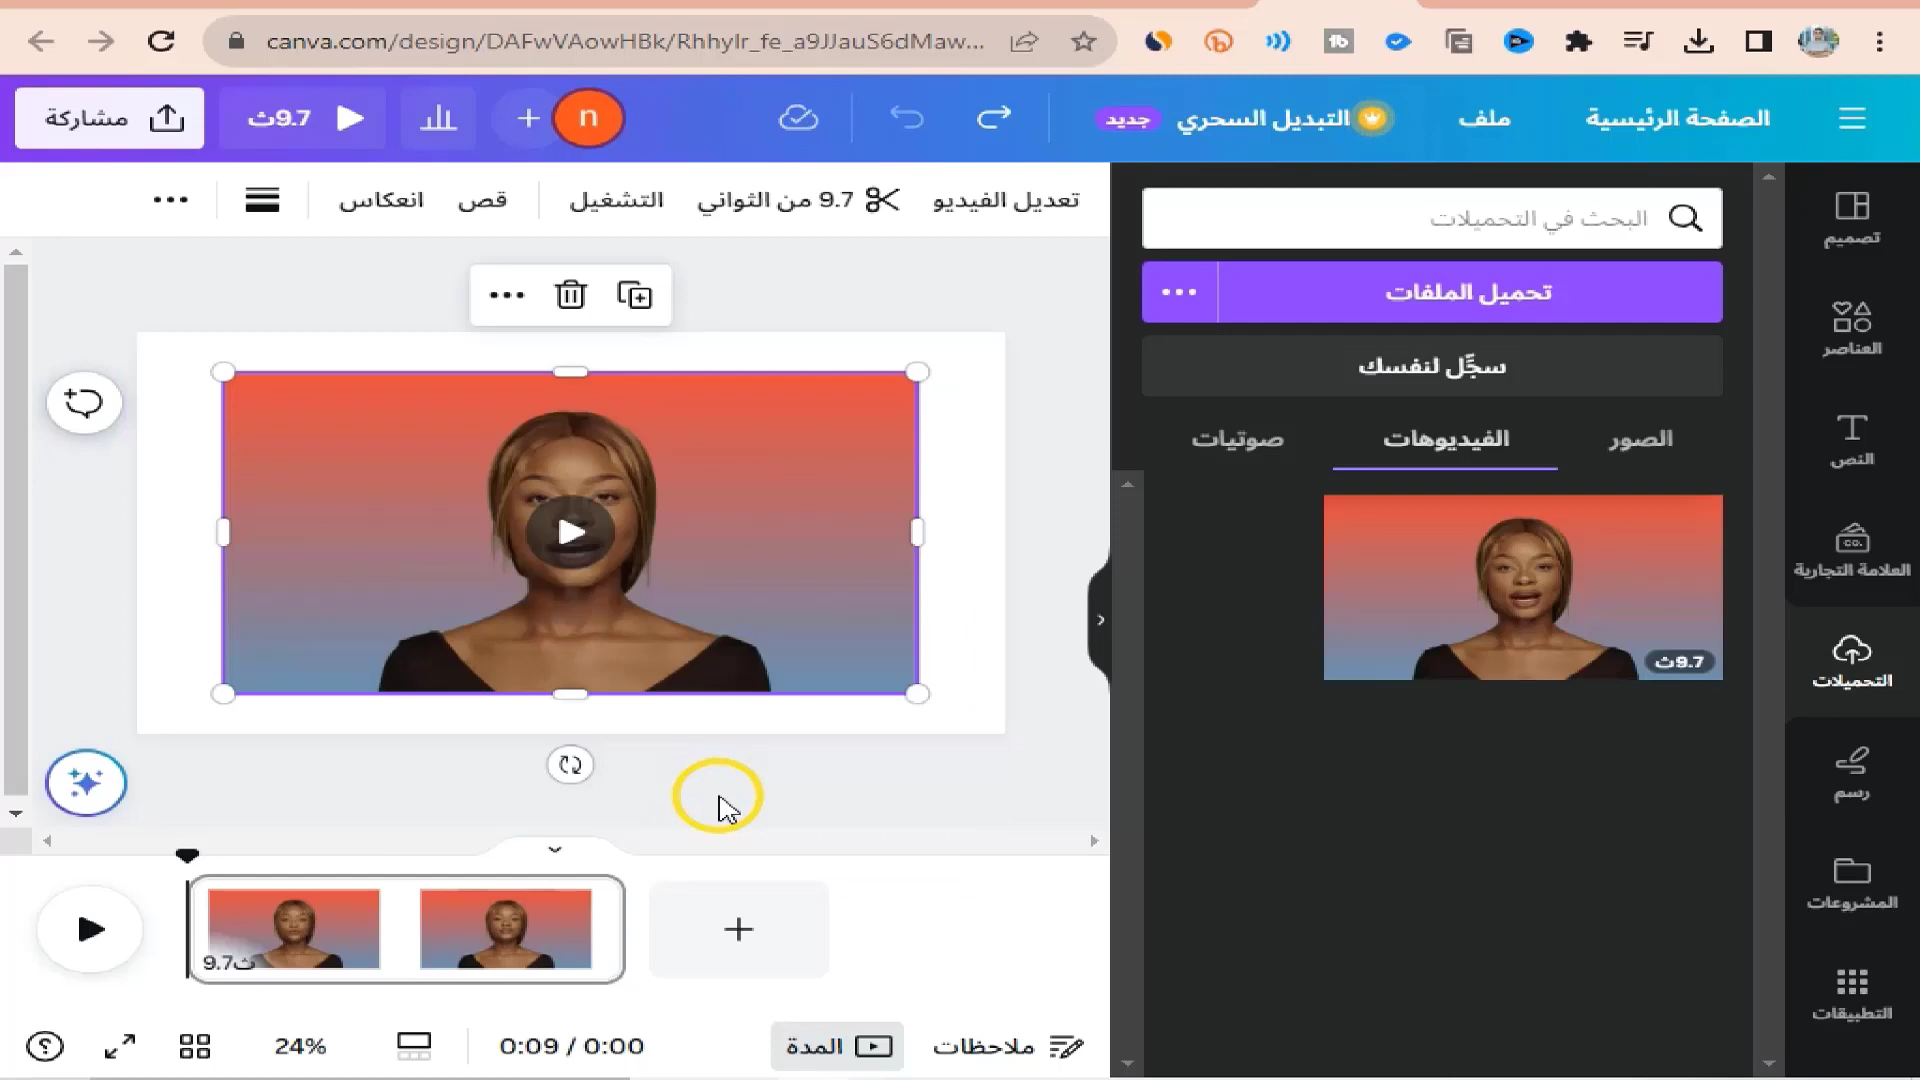 canva.com/design/DAFwVAowHBk/RhhyIr_fe_a9JJauS6dMaw...
الصفحة الرئيسية
ملف
التبديل السحري جديد
n
9.7ث
مشاركة
تعديل الفيديو
9.7 من الثواني
التشغيل
قص
انعكاس
البحث في التحميلات
تحميل الملفات
سجِّل لنفسك
الصور
الفيديوهات
صوتيات
9.7ث
تصميم
العناصر
النص
CO.
العلامة التجارية
التحميلات
رسم
المشروعات
التطبيقات
9.7ث
ملاحظات
المدة
0:09 / 0:00
24%